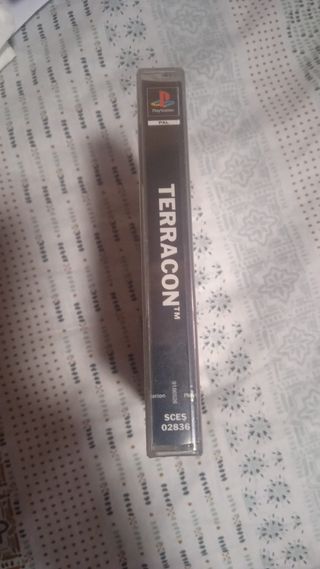 PlayStation
PAL
TERRACON™
SCES
02836